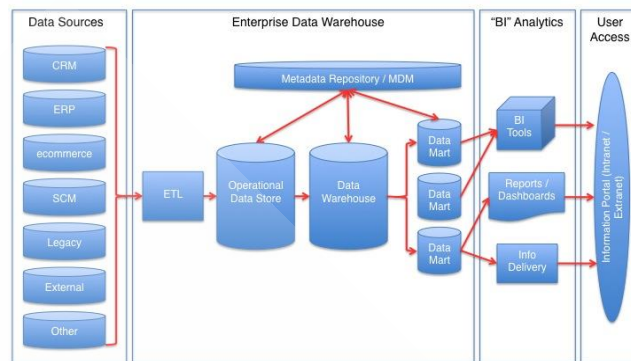 Data Sources
Enterprise Data Warehouse
“BI” Analytics
User
Access
CRM
ERP
ecommerce
SCM
Legacy
External
Other
Metadata Repository / MDM
ETL
Operational
Data Store
Data
Warehouse
Data
Mart
Data
Mart
Data
Mart
BI
Tools
Reports /
Dashboards
Info
Delivery
Information Portal (Intranet /
Extranet)